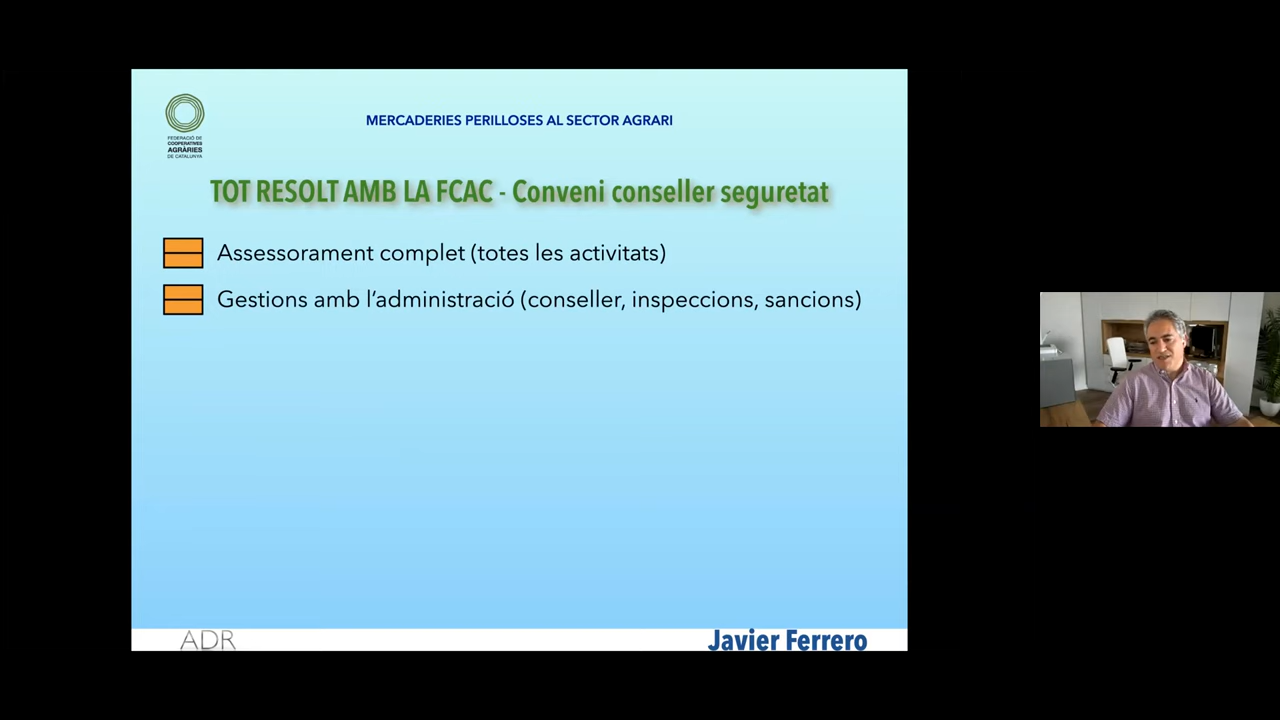 FEDERACIÓ DE
COOPERATIVES
AGRÀRIES
DE CATALUNYA
MERCADERIES PERILLOSES AL SECTOR AGRARI
TOT RESOLT AMB LA FCAC - Conveni conseller seguretat
Assessorament complet (totes les activitats)
Gestions amb l’administració (conseller, inspeccions, sancions)
ADR
Javier Ferrero